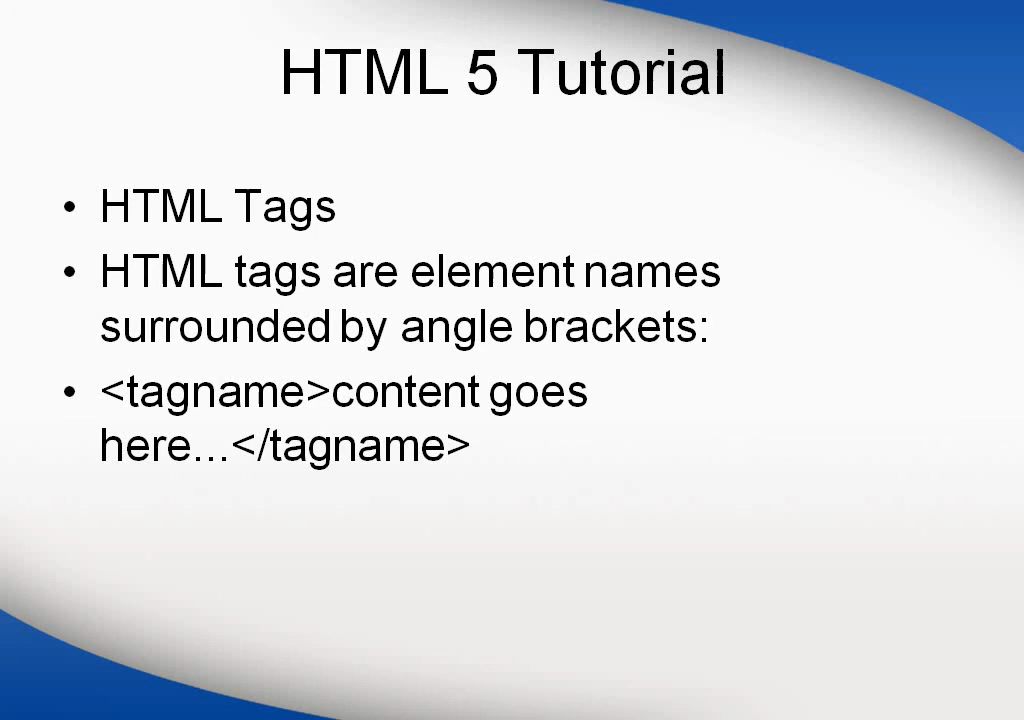 HTML 5 Tutorial
• HTML Tags
• HTML tags are element names
surrounded by angle brackets:
• <tagname>content goes
here...</tagname>